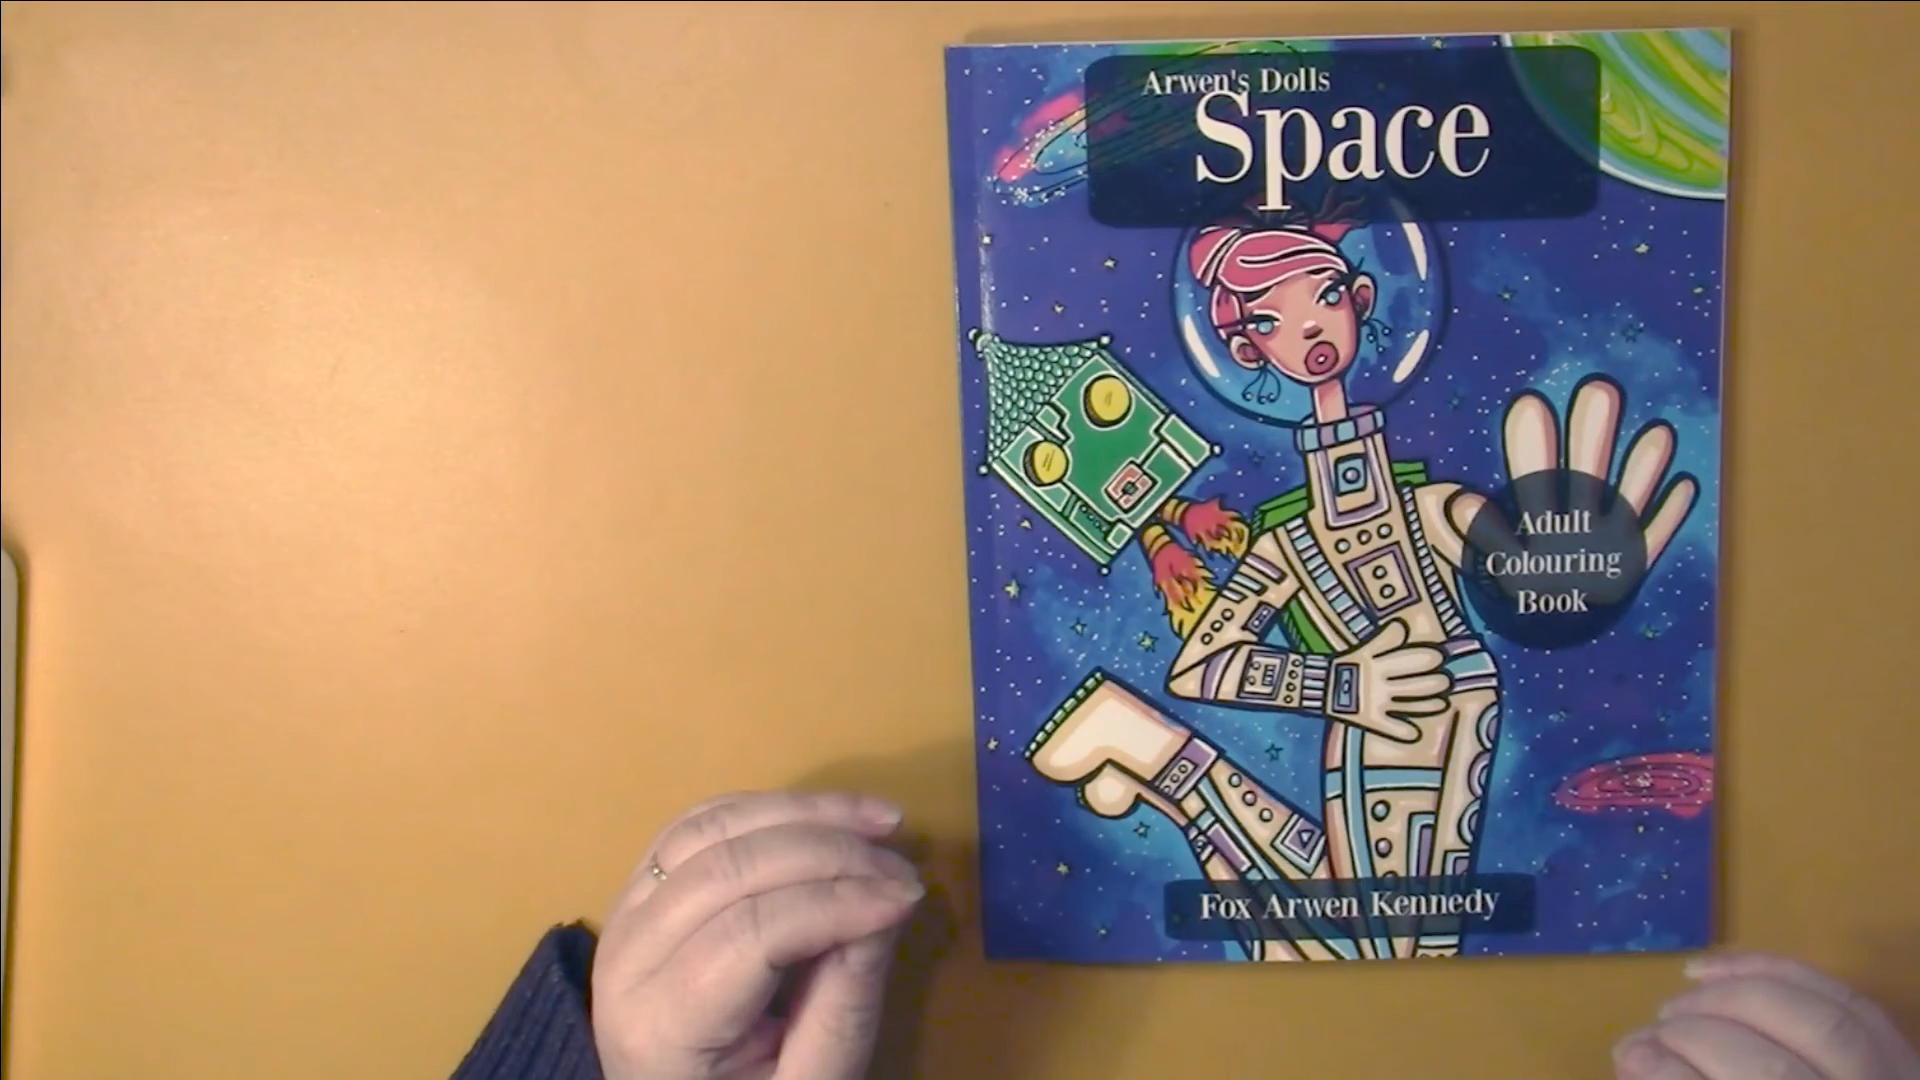 Arwen's Dolls
Space
Adult
Colouring
Book
Fox Arwen Kennedy